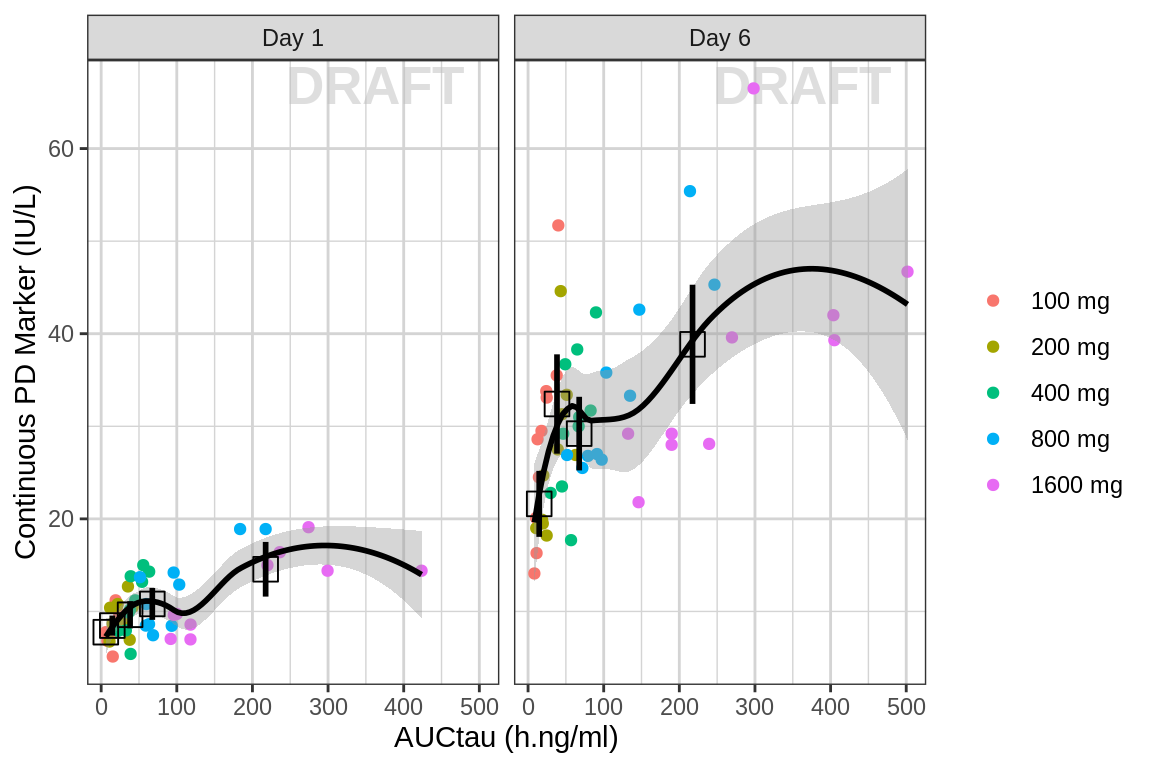 Day 1
Day 6
DRAFT
DRAFT
60
40
20
Continuous PD Marker (IU/L)
0 100 200 300 400 500
0 100 200 300 400 500
AUCtau (h.ng/ml)
100 mg
200 mg
400 mg
800 mg
1600 mg